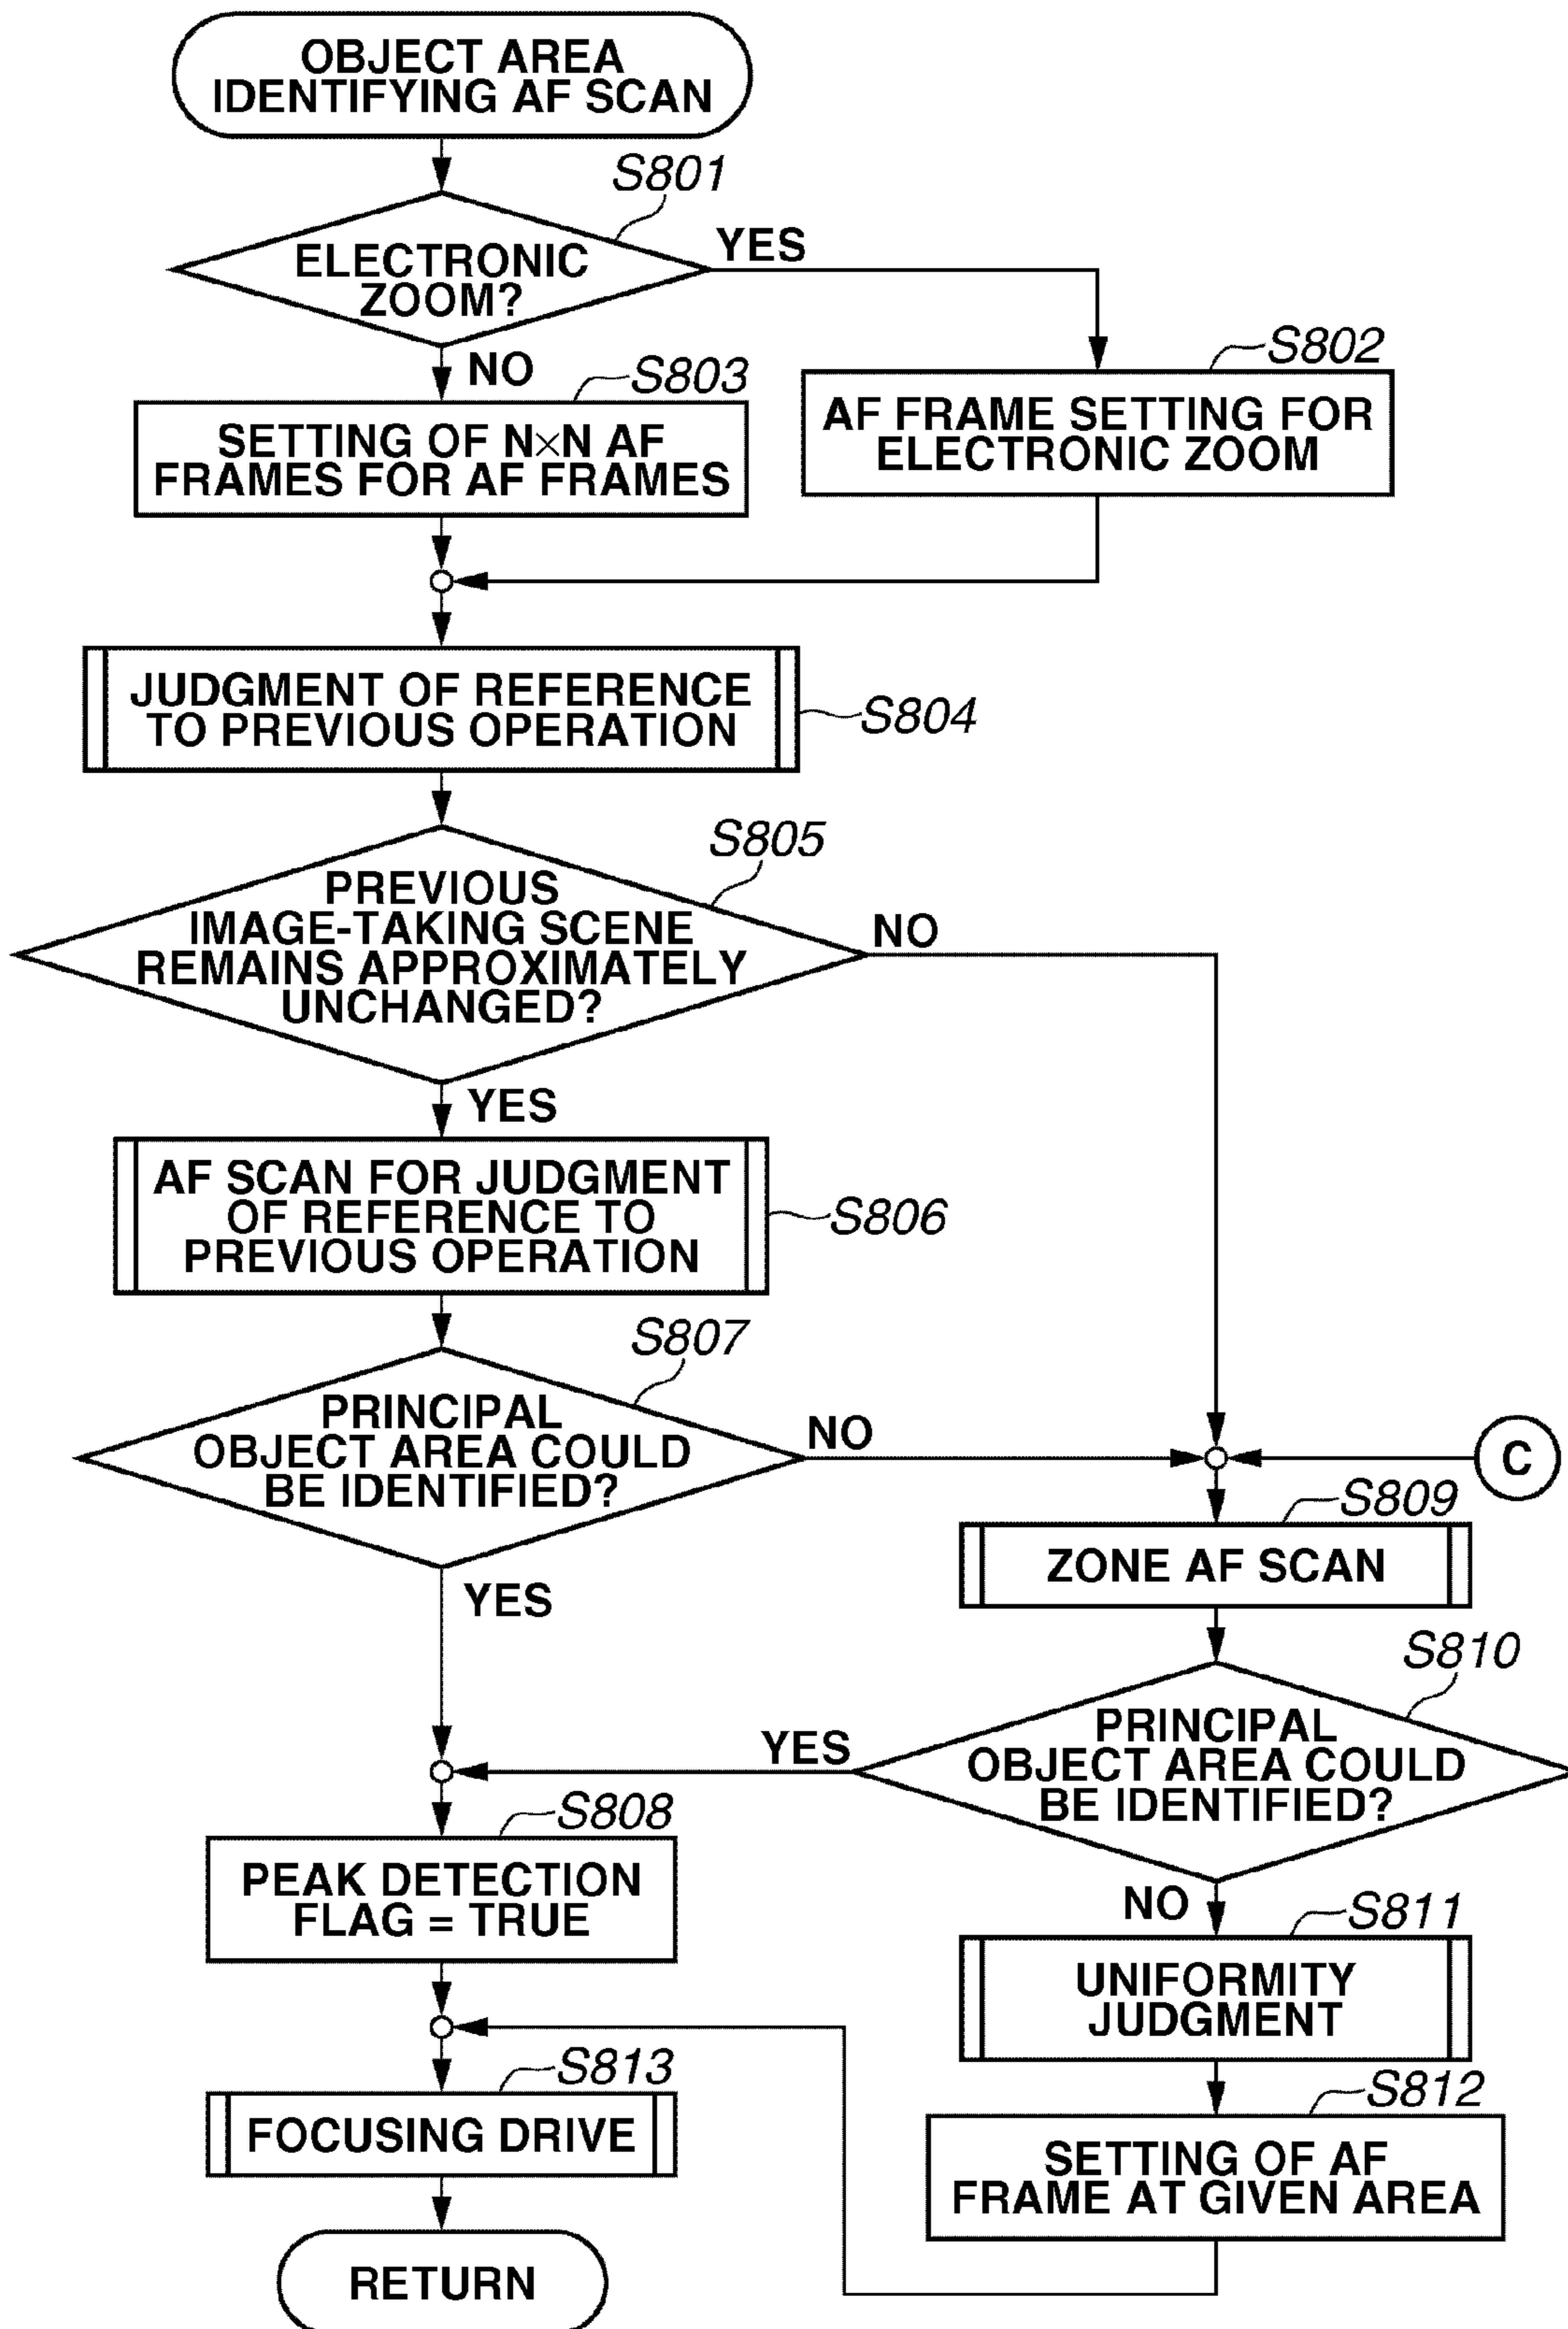 OBJECT AREA
IDENTIFYING AF SCAN
S801
ELECTRONIC
ZOOM?
YES
NO
S802
AF FRAME SETTING FOR
ELECTRONIC ZOOM
S803
SETTING OF N×N AF
FRAMES FOR AF FRAMES
JUDGMENT OF REFERENCE
TO PREVIOUS OPERATION
S804
S805
PREVIOUS
IMAGE-TAKING SCENE
REMAINS APPROXIMATELY
UNCHANGED?
NO
YES
AF SCAN FOR JUDGMENT
OF REFERENCE TO
PREVIOUS OPERATION
S806
S807
PRINCIPAL
OBJECT AREA COULD
BE IDENTIFIED?
NO
C
YES
S809
ZONE AF SCAN
S810
PRINCIPAL
OBJECT AREA COULD
BE IDENTIFIED?
YES
NO
S808
PEAK DETECTION
FLAG = TRUE
S811
UNIFORMITY
JUDGMENT
S812
SETTING OF AF
FRAME AT GIVEN AREA
S813
FOCUSING DRIVE
RETURN